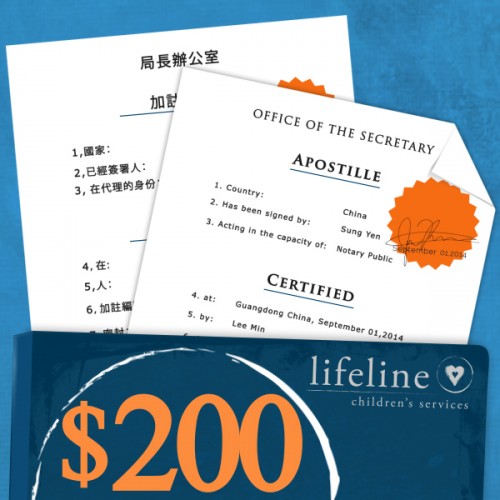 局長辦公室
加註
1,國家:
2,已經簽署人:
3, 在代理的身份:
4,在:
5,人:
6, 加註編
OFFICE OF THE SECRETARY
APOSTILLE
1. Country: China
2. Has been signed by: Sung Yen
3. Acting in the capacity of: Notary Public
September 01,2014
CERTIFIED
4. at: Guangdong China, September 01,2014
5. by: Lee Min
lifeline
children's services
$200